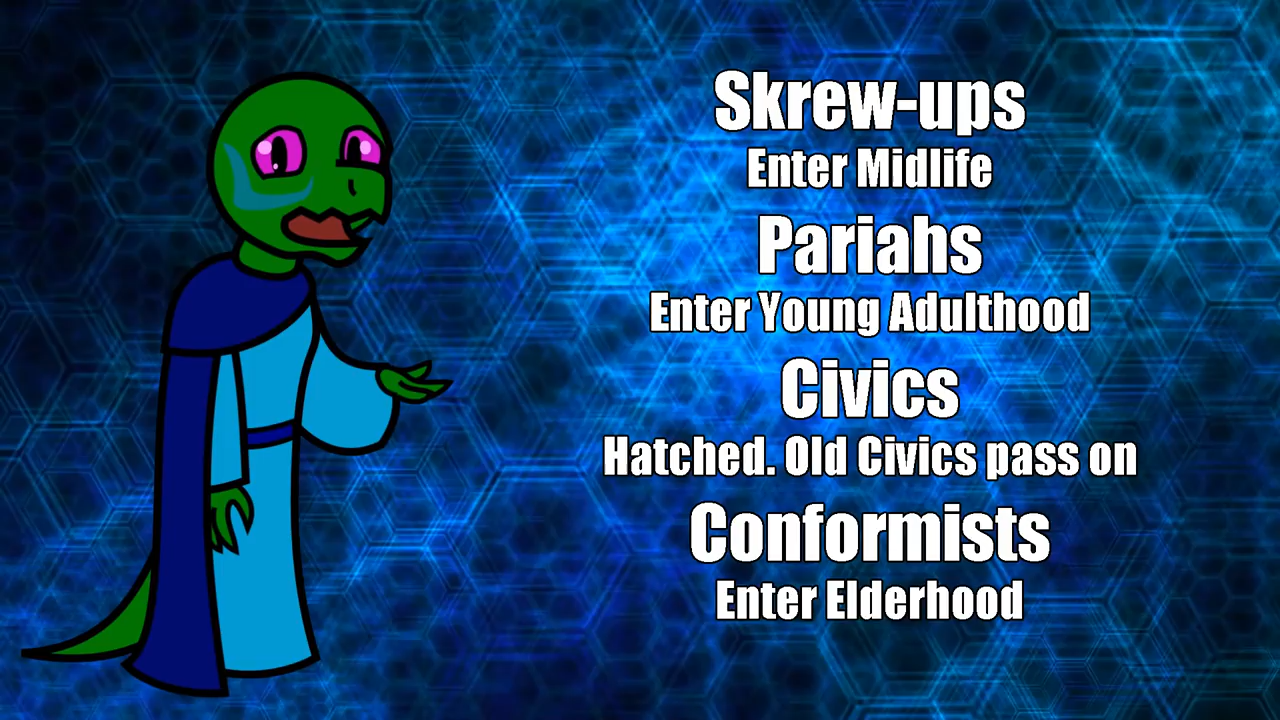 Skrew-ups
Enter Midlife
Pariahs
Enter Young Adulthood
Civics
Hatched. Old Civics pass on
Conformists
Enter Elderhood